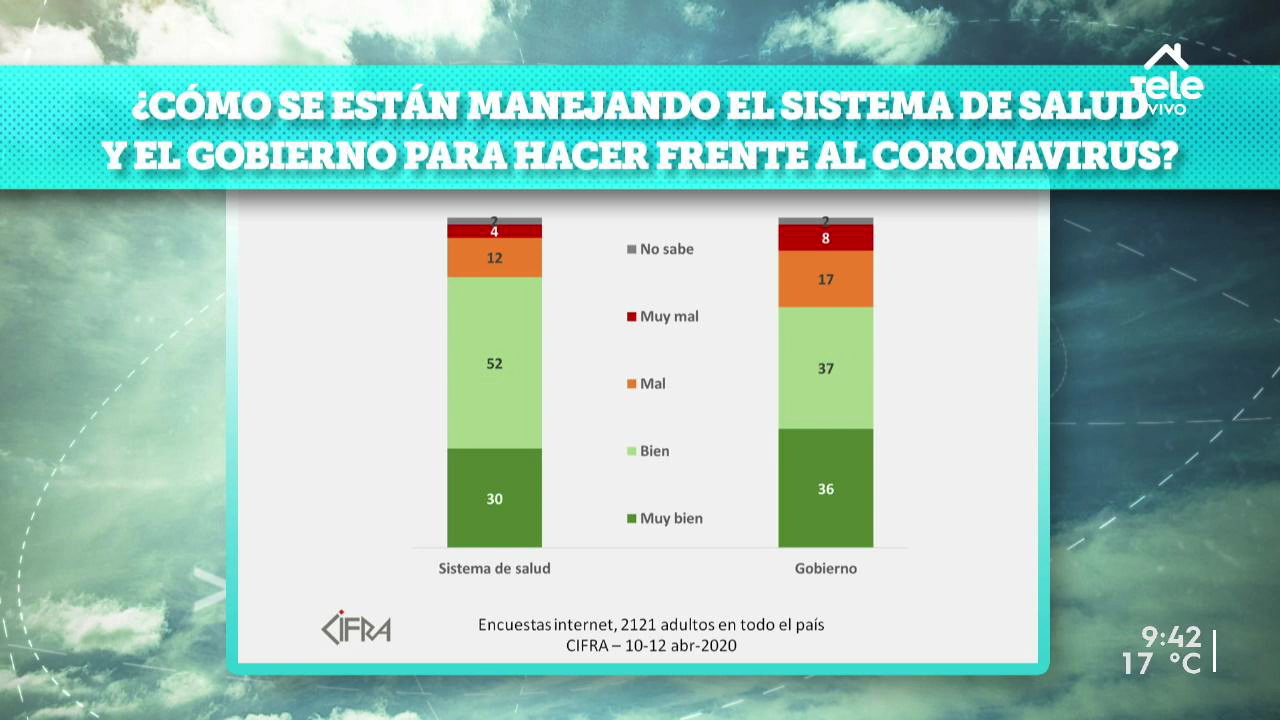 TELE
VIVO
¿CÓMO SE ESTÁN MANEJANDO EL SISTEMA DE SALUD
Y EL GOBIERNO PARA HACER FRENTE AL CORONAVIRUS?
2
4
12
52
30
No sabe
Muy mal
Mal
Bien
Muy bien
2
8
17
37
36
Sistema de salud
Gobierno
CIFRA
Encuestas internet, 2121 adultos en todo el país
CIFRA – 10-12 abr-2020
9:42
17 °C